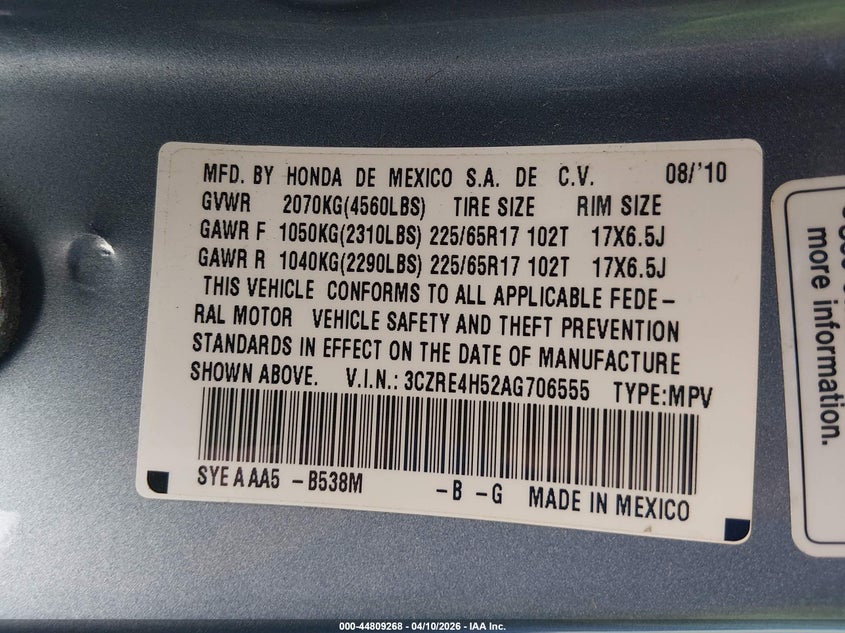 MFD. BY HONDA DE MEXICO S.A. DE C.V. 08/'10
GVWR 2070KG(4560LBS) TIRE SIZE RIM SIZE
GAWR F 1050KG(2310LBS) 225/65R17 102T 17X6.5J
GAWR R 1040KG(2290LBS) 225/65R17 102T 17X6.5J
THIS VEHICLE CONFORMS TO ALL APPLICABLE FEDE-
RAL MOTOR VEHICLE SAFETY AND THEFT PREVENTION
STANDARDS IN EFFECT ON THE DATE OF MANUFACTURE
SHOWN ABOVE. V.I.N.: 3CZRE4H52AG706555 TYPE:MPV
SYE A AA5 -B538M -B -G MADE IN MEXICO
more information.
000-44809268 - 04/10/2026 - IAA Inc.